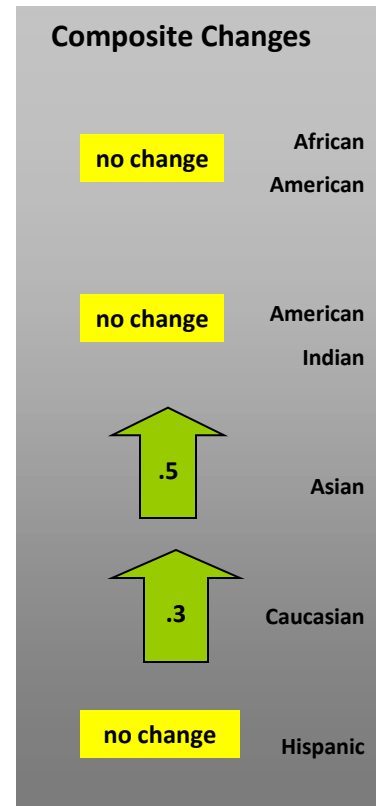 Composite Changes
no change
African
American
no change
American
Indian
.5
Asian
.3
Caucasian
no change
Hispanic